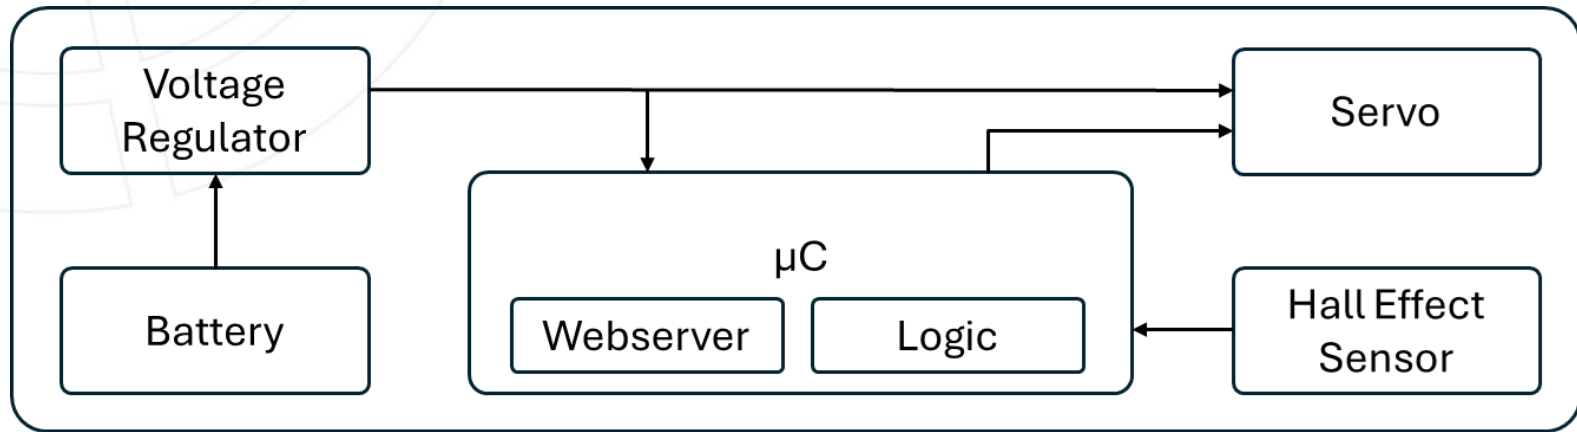 Voltage
Regulator
Servo
Battery
µC
Webserver
Logic
Hall Effect
Sensor